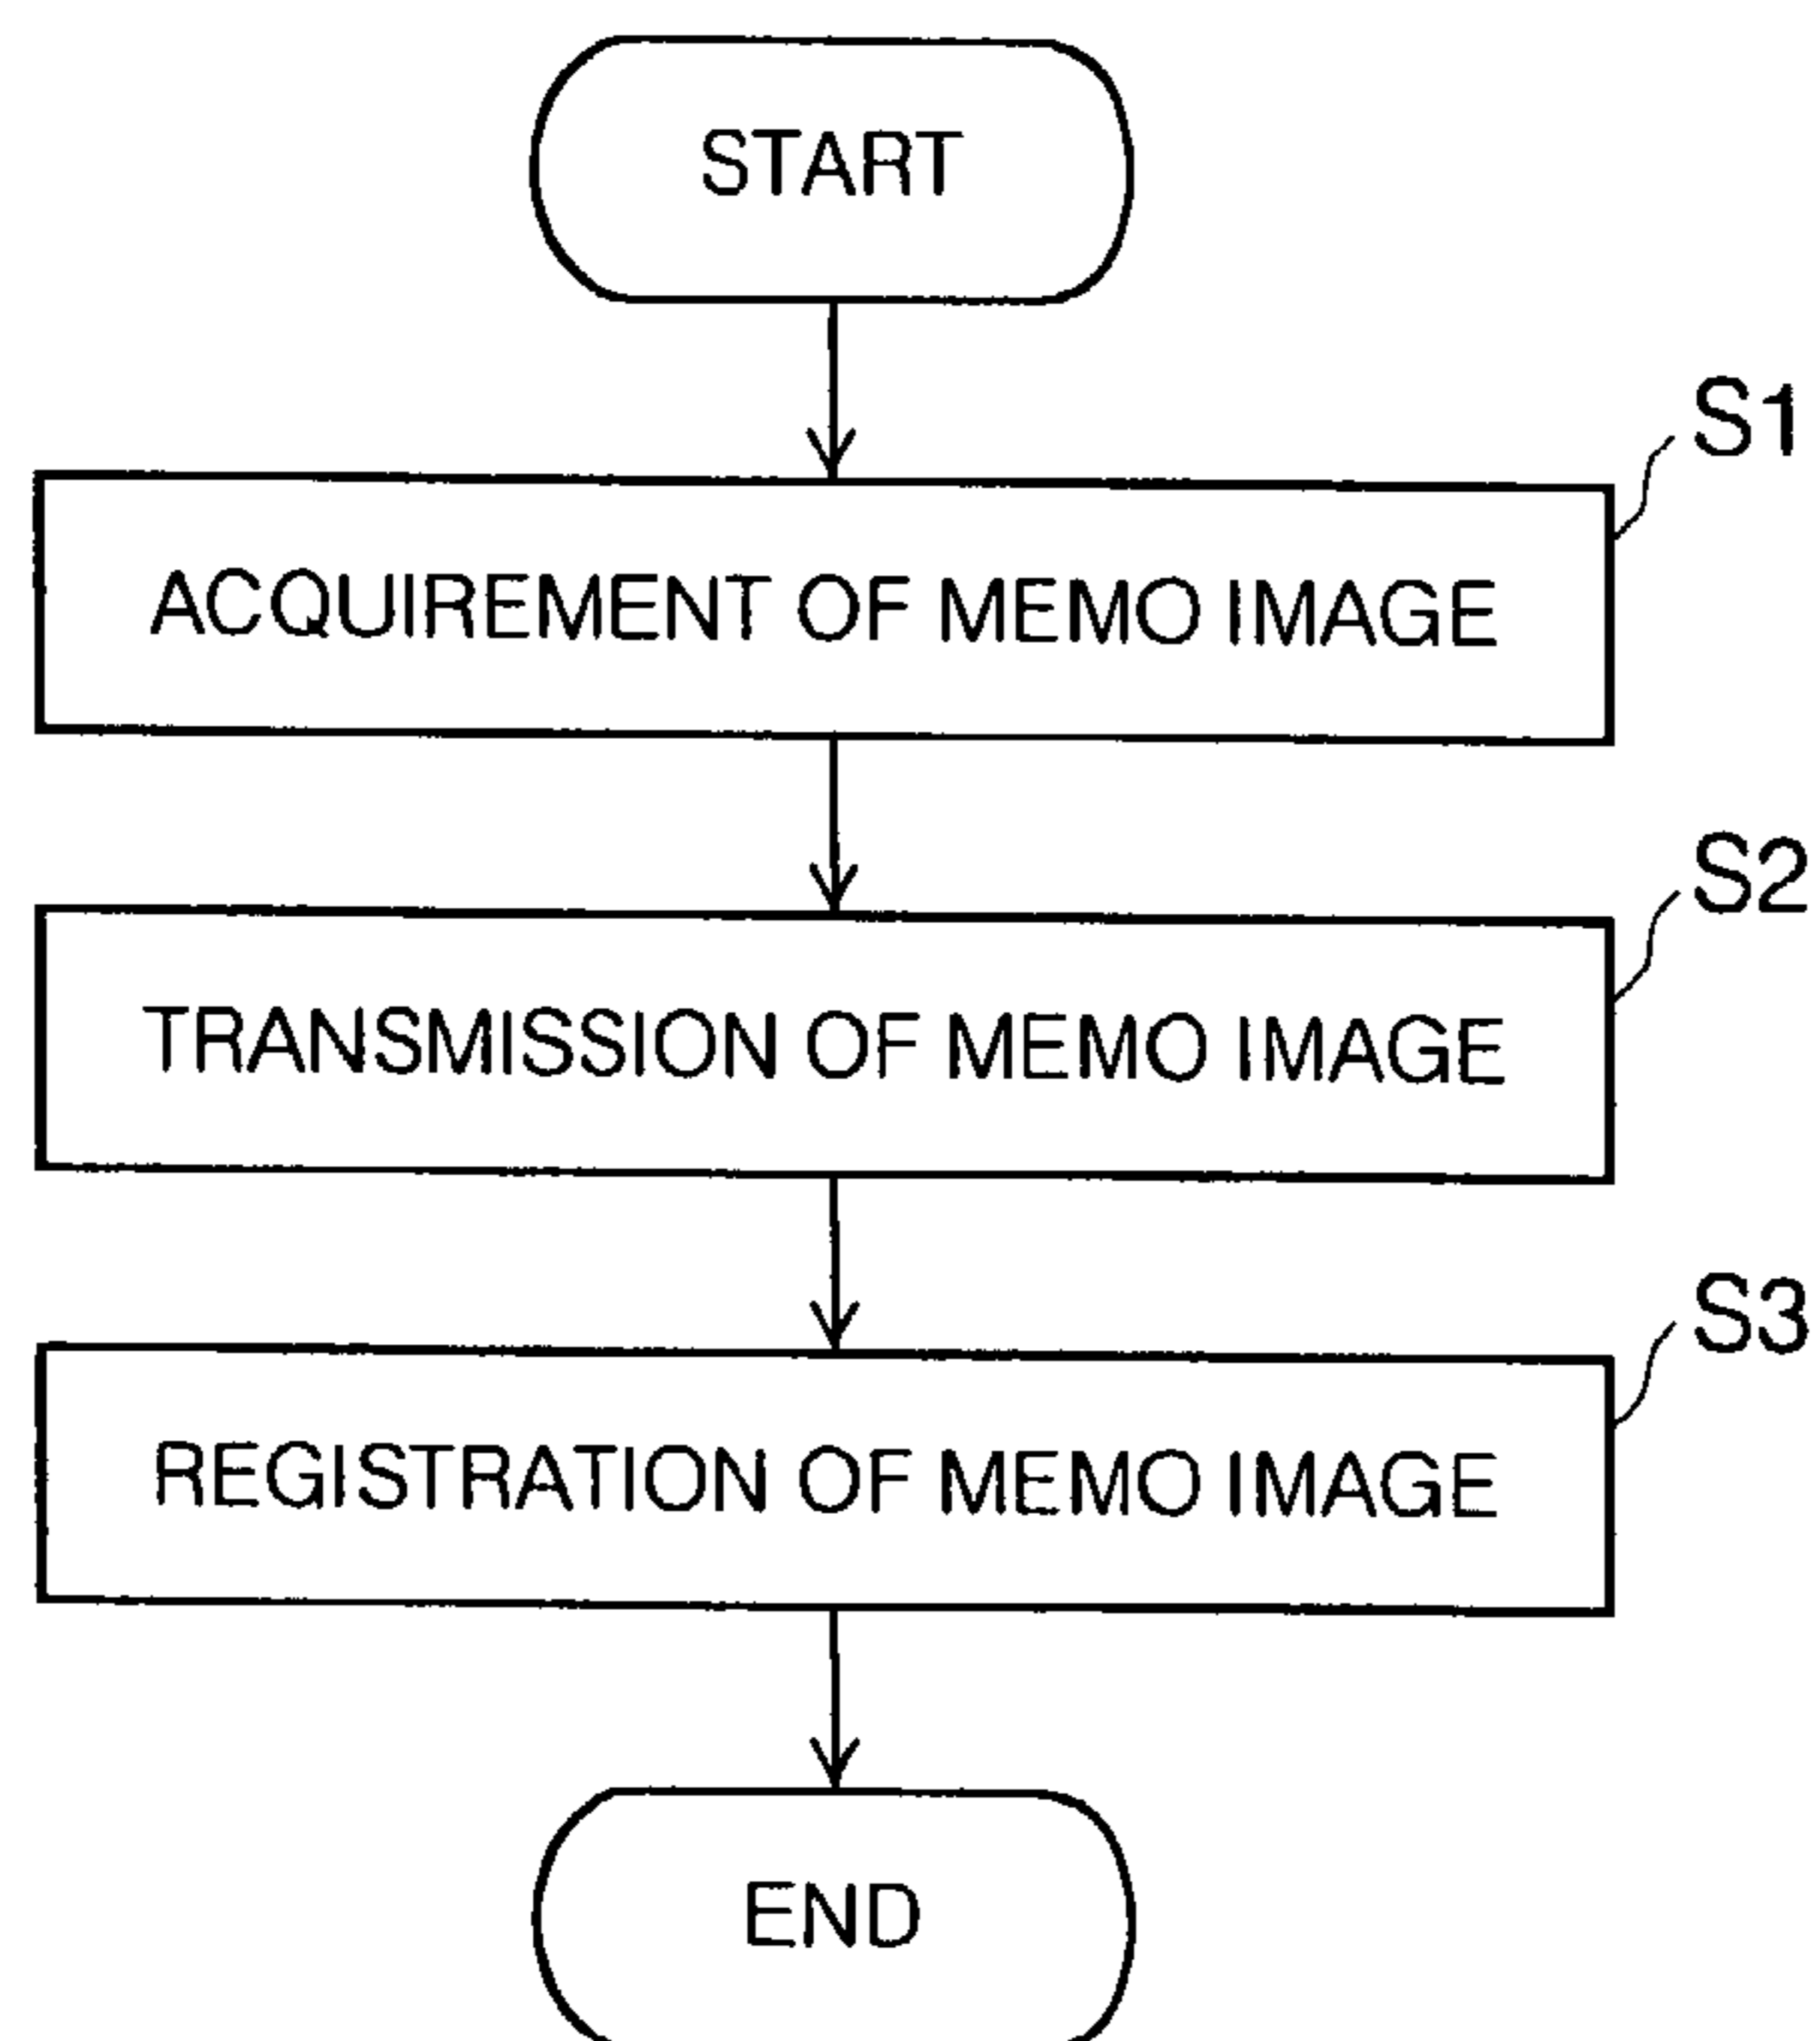 START
S1
ACQUIREMENT OF MEMO IMAGE
S2
TRANSMISSION OF MEMO IMAGE
S3
REGISTRATION OF MEMO IMAGE
END